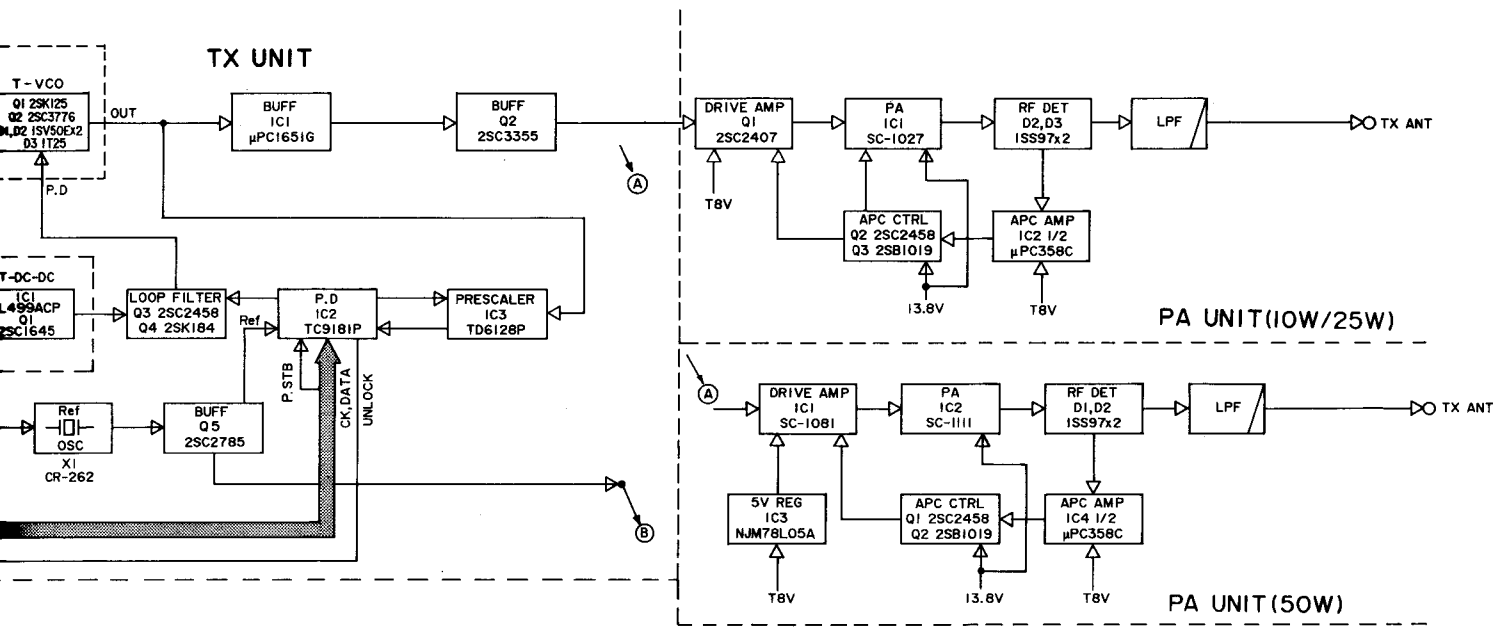 TX UNIT
T-VCO
Q1 2SK125
Q2 2SC3776
D1,D2 1SV50Ex2
D3 1T25
OUT
P.D
BUFF
IC1
μPC1651G
BUFF
Q2
2SC3355
A
T-DC-DC
IC1
L499ACP
Q1
2SC1645
LOOP FILTER
Q3 2SC2458
Q4 2SK184
Ref
P.D
IC2
TC9181P
PRESCALER
IC3
TD6128P
P.STB
CK,DATA
UNLOCK
Ref
OSC
X1
CR-262
BUFF
Q5
2SC2785
B
DRIVE AMP
Q1
2SC2407
PA
IC1
SC-1027
RF DET
D2,D3
1SS97x2
LPF
TX ANT
T8V
APC CTRL
Q2 2SC2458
Q3 2SB1019
APC AMP
IC2 1/2
μPC358C
13.8V
T8V
PA UNIT(10W/25W)
A
DRIVE AMP
IC1
SC-1081
PA
IC2
SC-1111
RF DET
D1,D2
1SS97x2
LPF
TX ANT
5V REG
IC3
NJM78L05A
APC CTRL
Q1 2SC2458
Q2 2SB1019
APC AMP
IC4 1/2
μPC358C
T8V
13.8V
T8V
PA UNIT(50W)